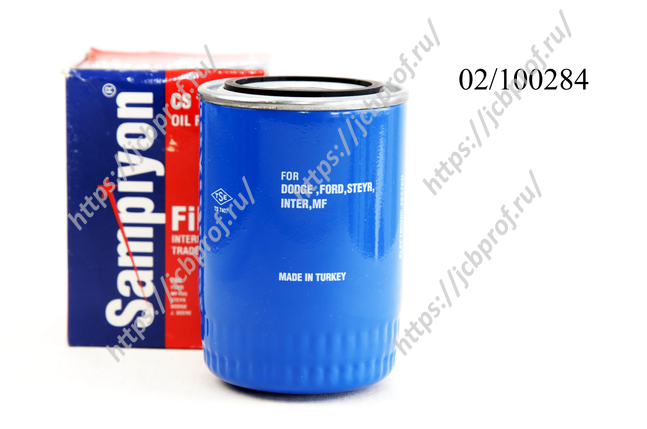 02/100284
Sampiyon®
CS
OIL
FOR
DODGE,FORD,STEYR,
INTER,MF
TSE
MADE IN TURKEY
https://jcbprof.ru/
https://jcbprof.ru/
https://jcbprof.ru/
https://jcbprof.ru/
https://jcbprof.ru/
https://jcbprof.ru/